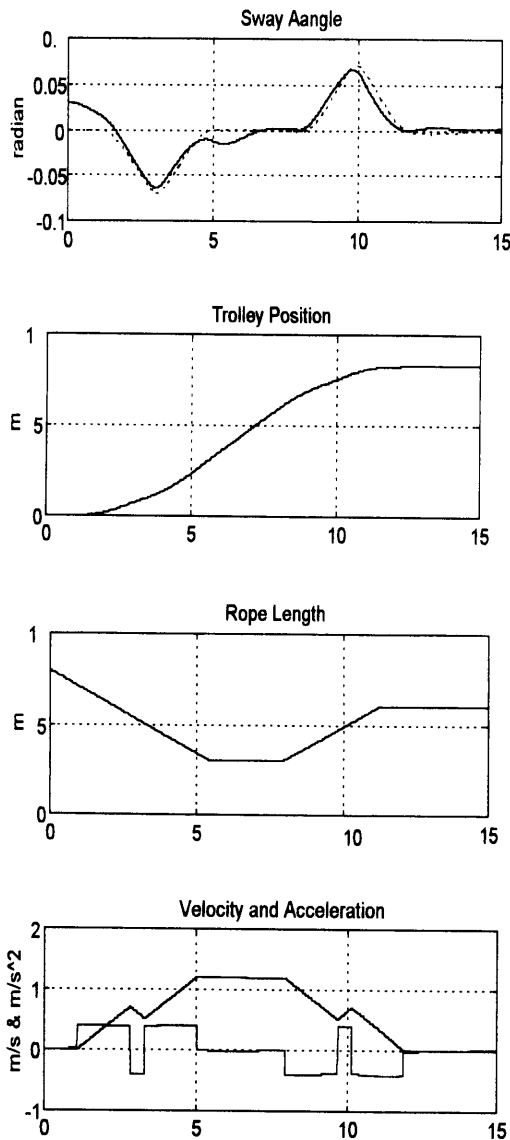 Sway Aangle
0.
0.05
0
-0.05
-0.1
radian
0 5 10 15
Trolley Position
1
5
0
m
0 5 10 15
Rope Length
1
5
0
m
0 5 10 15
Velocity and Acceleration
2
1
0
-1
m/s & m/s^2
0 5 10 15